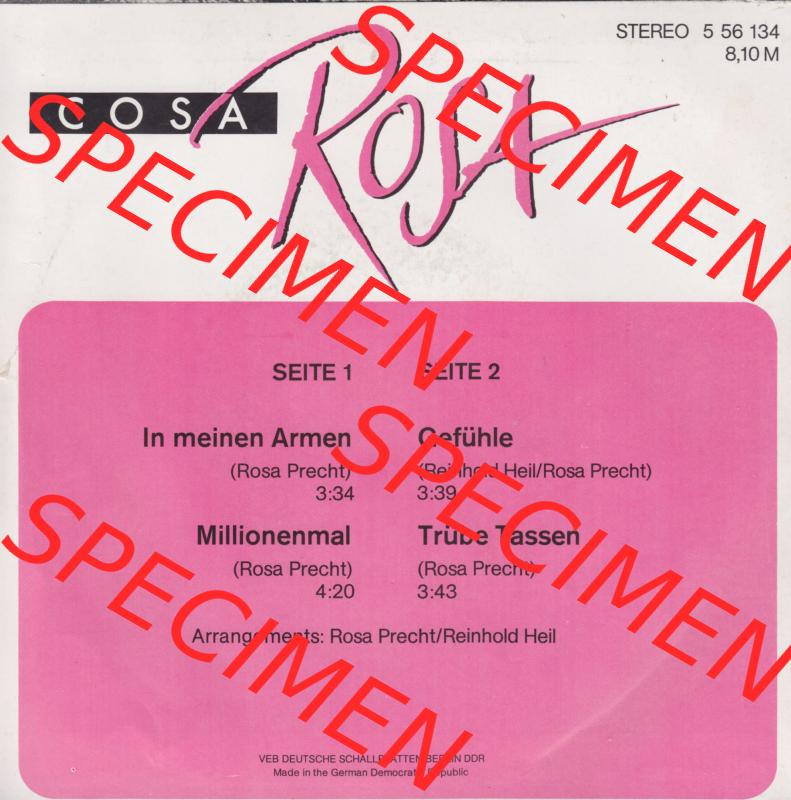 STEREO 5 56 134
8,10 M
COSA
ROSA
SEITE 1
In meinen Armen
(Rosa Precht)
3:34
Millionenmal
(Rosa Precht)
4:20
SEITE 2
Gefühle
(Reinhold Heil/Rosa Precht)
3:39
Trübe Tassen
(Rosa Precht)
3:43
Arrangements: Rosa Precht/Reinhold Heil
VEB DEUTSCHE SCHALLPLATTEN BERLIN DDR
Made in the German Democratic Republic
SPECIMEN
SPECIMEN
SPECIMEN
SPECIMEN